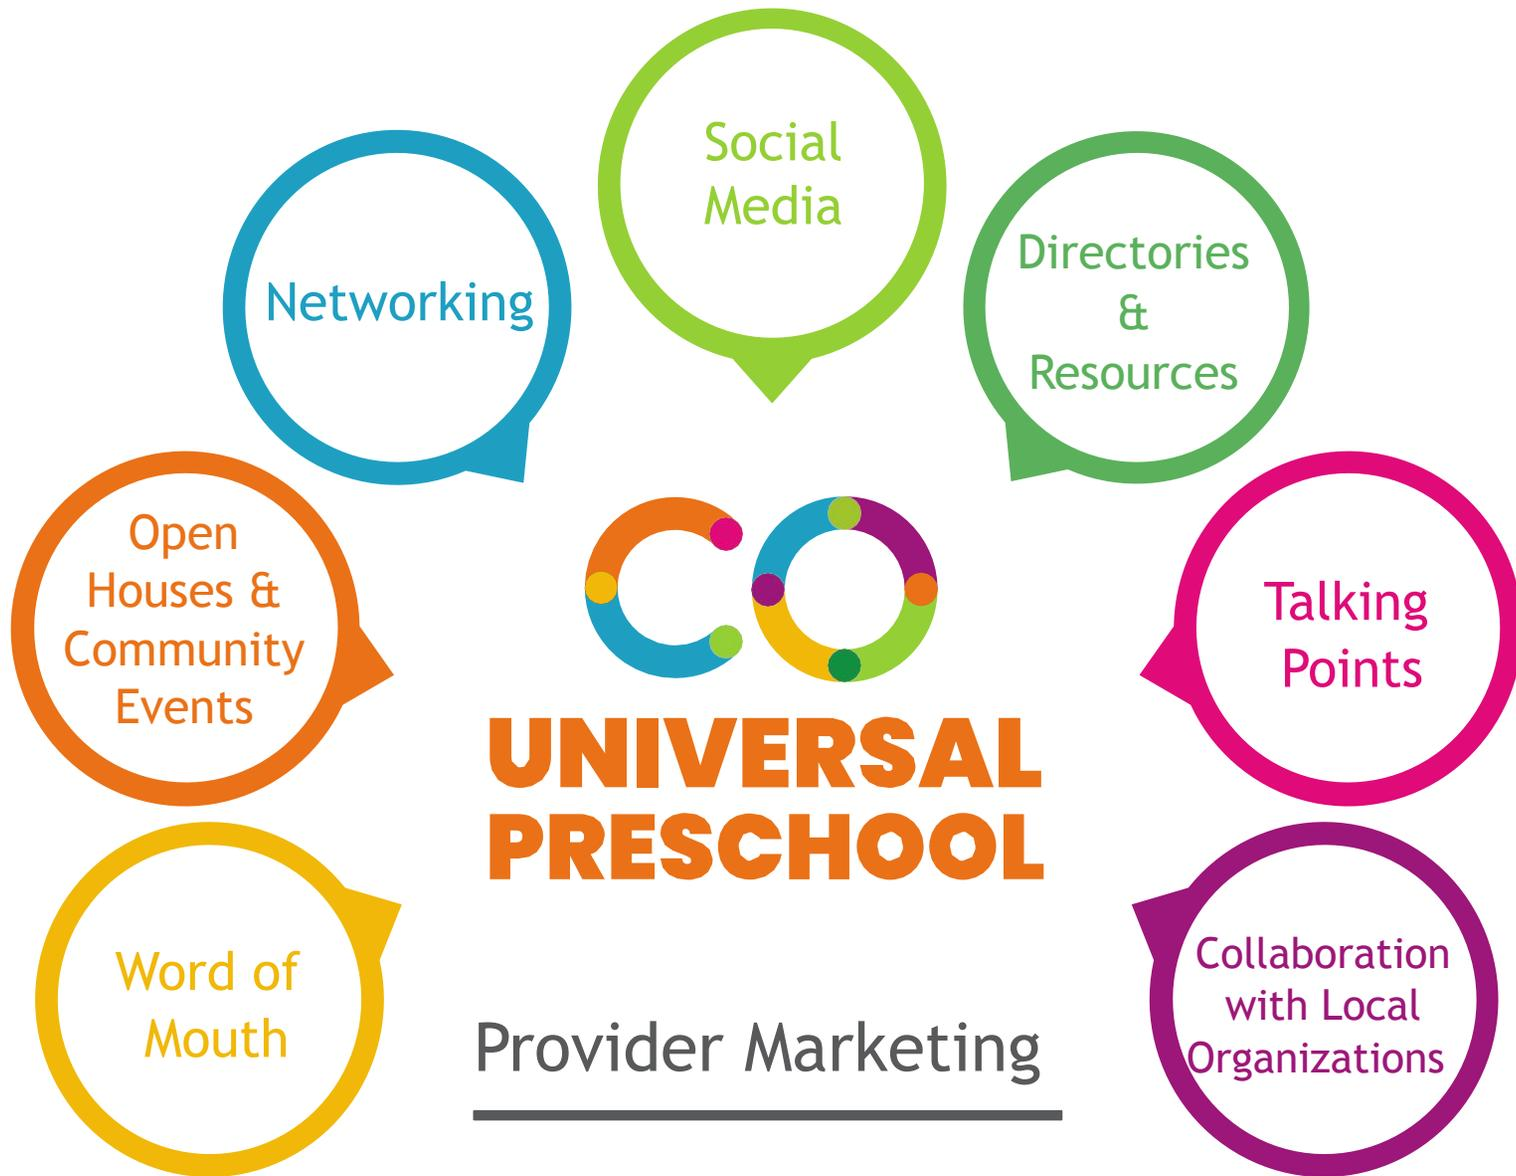 Social
Media
Networking
Directories
&
Resources
Open
Houses &
Community
Events
Talking
Points
CO
UNIVERSAL
PRESCHOOL
Word of
Mouth
Collaboration
with Local
Organizations
Provider Marketing